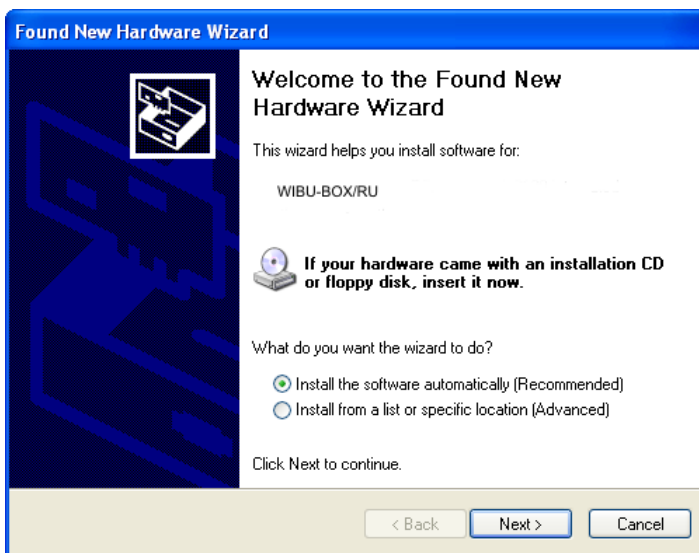 Found New Hardware Wizard
Welcome to the Found New
Hardware Wizard
This wizard helps you install software for:
WIBU-BOX/RU
If your hardware came with an installation CD
or floppy disk, insert it now.
What do you want the wizard to do?
Install the software automatically (Recommended)
Install from a list or specific location (Advanced)
Click Next to continue.
< Back
Next >
Cancel